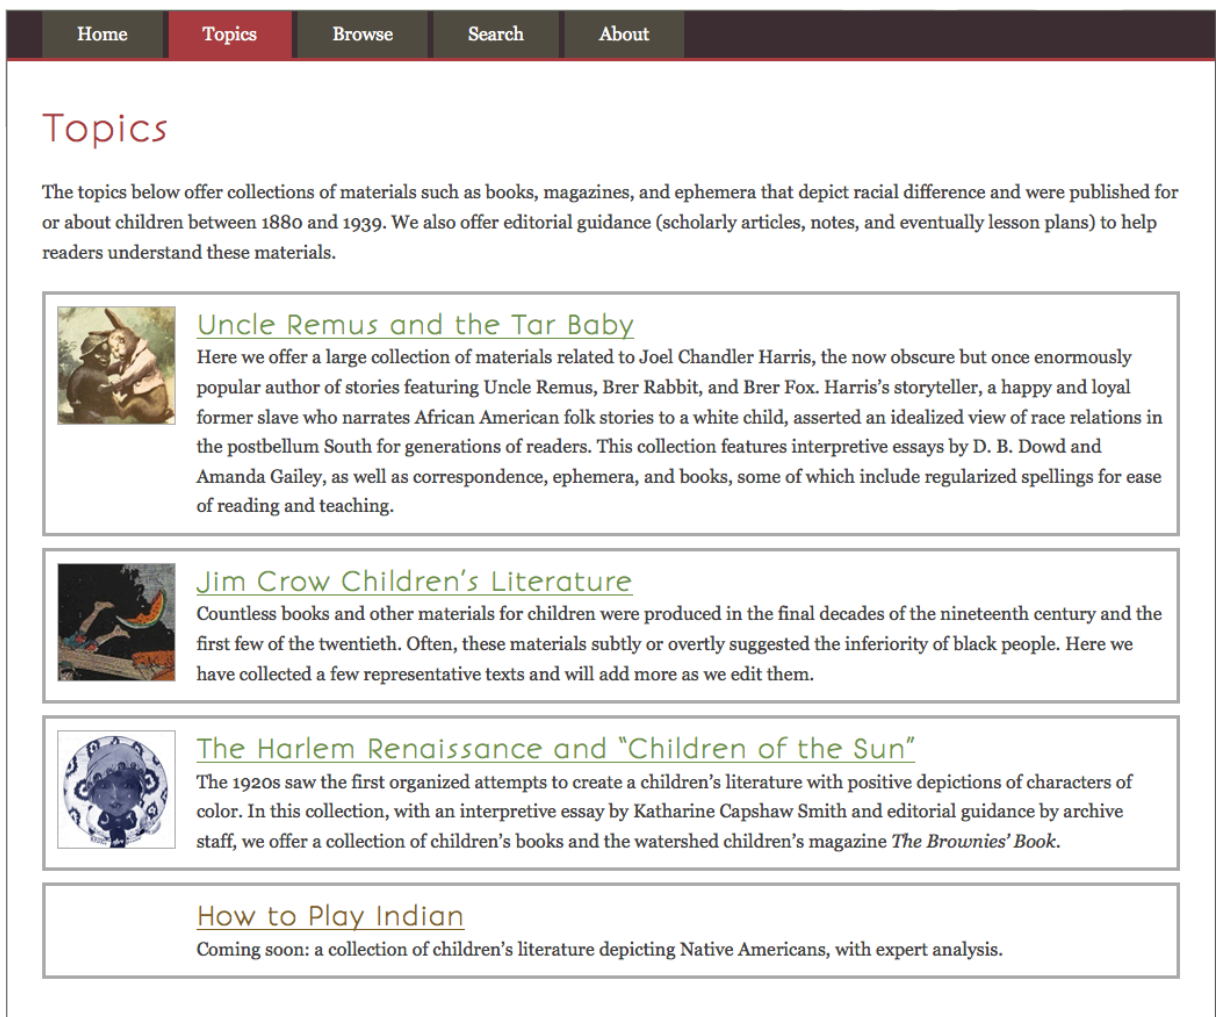 Home Topics Browse Search About
Topics
The topics below offer collections of materials such as books, magazines, and ephemera that depict racial difference and were published for
or about children between 1880 and 1939. We also offer editorial guidance (scholarly articles, notes, and eventually lesson plans) to help
readers understand these materials.
Uncle Remus and the Tar Baby
Here we offer a large collection of materials related to Joel Chandler Harris, the now obscure but once enormously
popular author of stories featuring Uncle Remus, Brer Rabbit, and Brer Fox. Harris’s storyteller, a happy and loyal
former slave who narrates African American folk stories to a white child, asserted an idealized view of race relations in
the postbellum South for generations of readers. This collection features interpretive essays by D. B. Dowd and
Amanda Gailey, as well as correspondence, ephemera, and books, some of which include regularized spellings for ease
of reading and teaching.
Jim Crow Children’s Literature
Countless books and other materials for children were produced in the final decades of the nineteenth century and the
first few of the twentieth. Often, these materials subtly or overtly suggested the inferiority of black people. Here we
have collected a few representative texts and will add more as we edit them.
The Harlem Renaissance and “Children of the Sun”
The 1920s saw the first organized attempts to create a children’s literature with positive depictions of characters of
color. In this collection, with an interpretive essay by Katharine Capshaw Smith and editorial guidance by archive
staff, we offer a collection of children’s books and the watershed children’s magazine The Brownies’ Book.
How to Play Indian
Coming soon: a collection of children’s literature depicting Native Americans, with expert analysis.